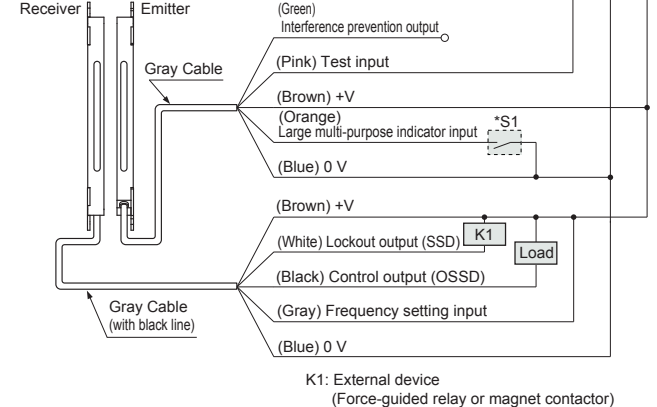 Receiver
Emitter
(Green)
Interference prevention output
Gray Cable
(Pink) Test input
(Brown) +V
(Orange)
Large multi-purpose indicator input
*S1
(Blue) 0 V
(Brown) +V
(White) Lockout output (SSD)
K1
Load
(Black) Control output (OSSD)
Gray Cable
(with black line)
(Gray) Frequency setting input
(Blue) 0 V
K1: External device
(Force-guided relay or magnet contactor)